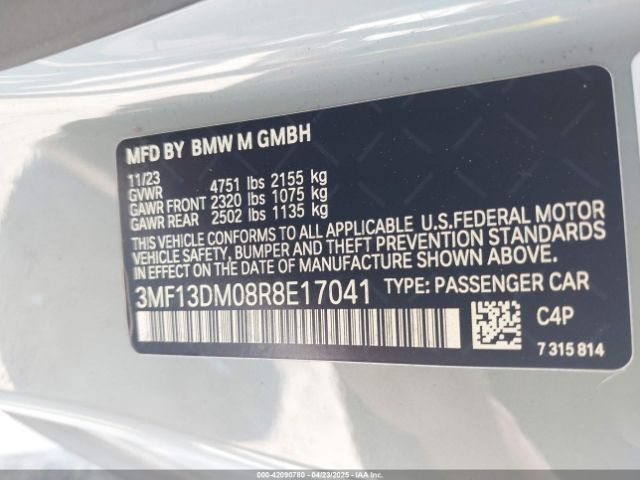 MFD BY BMW M GMBH
11/23
GVWR 4751 lbs 2155 kg
GAWR FRONT 2320 lbs 1075 kg
GAWR REAR 2502 lbs 1135 kg
THIS VEHICLE CONFORMS TO ALL APPLICABLE U.S.FEDERAL MOTOR
VEHICLE SAFETY, BUMPER AND THEFT PREVENTION STANDARDS
IN EFFECT ON THE DATE OF MANUFACTURE SHOWN ABOVE.
3MF13DM08R8E17041 TYPE: PASSENGER CAR
C4P
7 315 814
000-42090760 - 04/23/2025 - IAA Inc.